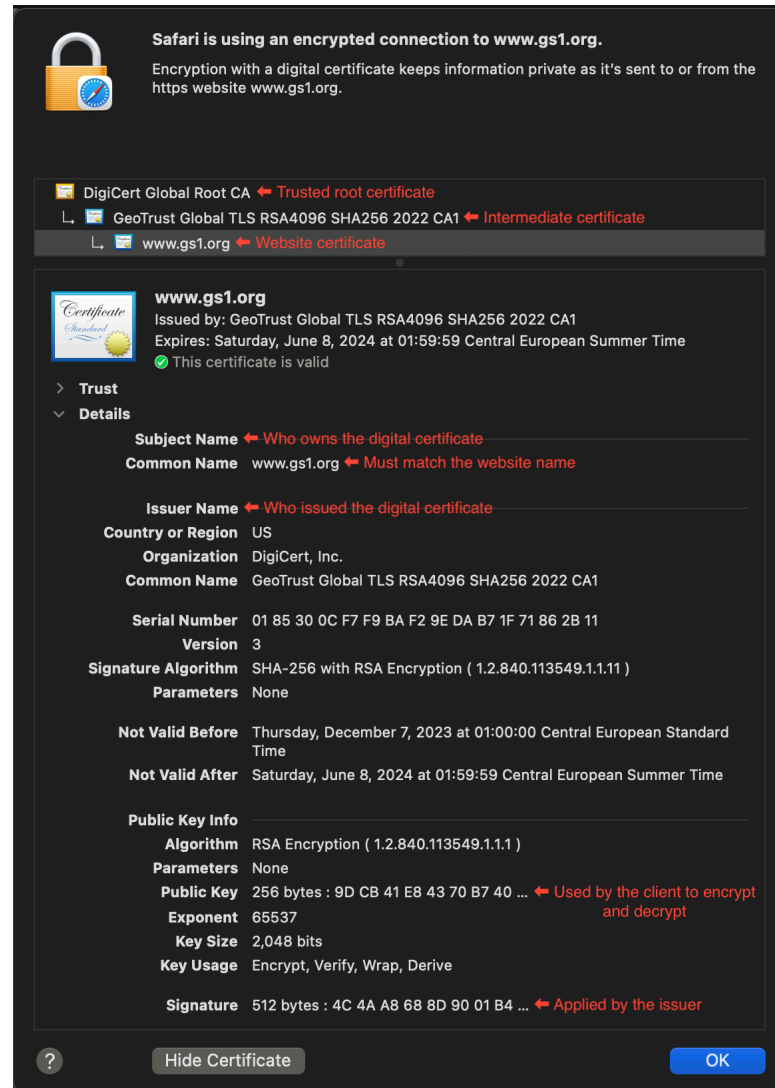 Safari is using an encrypted connection to www.gs1.org.
Encryption with a digital certificate keeps information private as it's sent to or from the
https website www.gs1.org.
DigiCert Global Root CA ⬅ Trusted root certificate
GeoTrust Global TLS RSA4096 SHA256 2022 CA1 ⬅ Intermediate certificate
www.gs1.org ⬅ Website certificate
Certificate
Standard
www.gs1.org
Issued by: GeoTrust Global TLS RSA4096 SHA256 2022 CA1
Expires: Saturday, June 8, 2024 at 01:59:59 Central European Summer Time
This certificate is valid
Trust
Details
Subject Name ⬅ Who owns the digital certificate
Common Name www.gs1.org ⬅ Must match the website name
Issuer Name ⬅ Who issued the digital certificate
Country or Region US
Organization DigiCert, Inc.
Common Name GeoTrust Global TLS RSA4096 SHA256 2022 CA1
Serial Number 01 85 30 0C F7 F9 BA F2 9E DA B7 1F 71 86 2B 11
Version 3
Signature Algorithm SHA-256 with RSA Encryption ( 1.2.840.113549.1.1.11 )
Parameters None
Not Valid Before Thursday, December 7, 2023 at 01:00:00 Central European Standard
Time
Not Valid After Saturday, June 8, 2024 at 01:59:59 Central European Summer Time
Public Key Info
Algorithm RSA Encryption ( 1.2.840.113549.1.1.1 )
Parameters None
Public Key 256 bytes : 9D CB 41 E8 43 70 B7 40 ... ⬅ Used by the client to encrypt
and decrypt
Exponent 65537
Key Size 2,048 bits
Key Usage Encrypt, Verify, Wrap, Derive
Signature 512 bytes : 4C 4A A8 68 8D 90 01 B4 ... ⬅ Applied by the issuer
? Hide Certificate OK